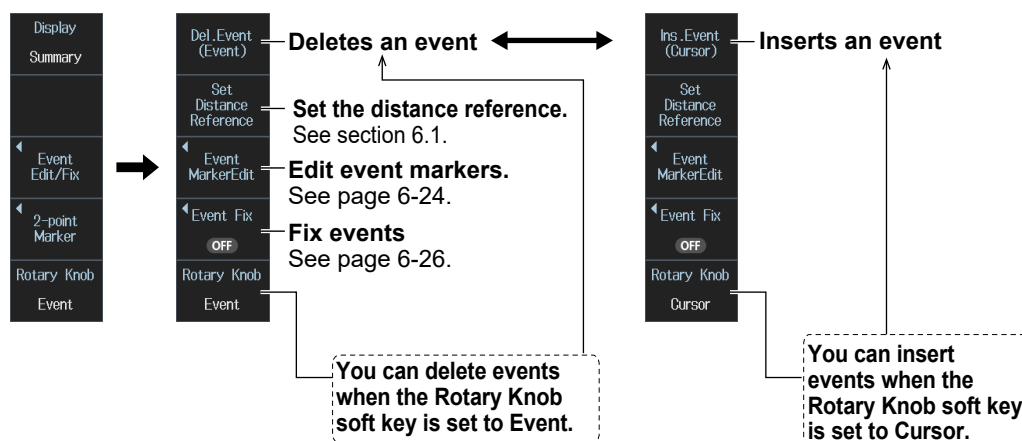 Display
Summary
Event
Edit/Fix
2-point
Marker
Rotary Knob
Event
Del.Event
(Event)
Set
Distance
Reference
Event
MarkerEdit
Event Fix
OFF
Rotary Knob
Event
Deletes an event
Set the distance reference.
See section 6.1.
Edit event markers.
See page 6-24.
Fix events
See page 6-26.
You can delete events
when the Rotary Knob
soft key is set to Event.
Ins.Event
(Cursor)
Set
Distance
Reference
Event
MarkerEdit
Event Fix
OFF
Rotary Knob
Cursor
Inserts an event
You can insert
events when the
Rotary Knob soft key
is set to Cursor.